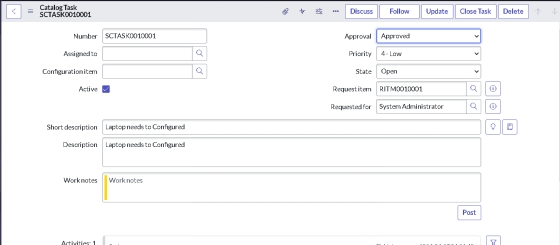 Catalog Task
SCTASK0010001
Discuss Follow Update Close Task Delete
Number SCTASK0010001 Approval Approved
Assigned to Priority 4 - Low
Configuration item State Open
Active Request item RITM0010001
Requested for System Administrator
Short description Laptop needs to Configured
Description Laptop needs to Configured
Work notes Work notes
Post
Activities: 1